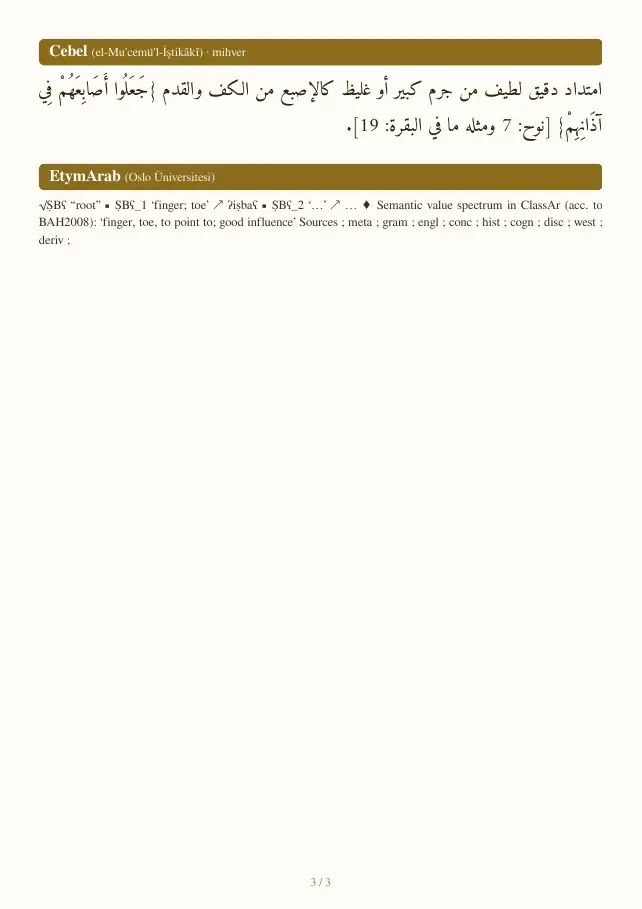 Cebel (el-Mu'cemü'l-İştikâkî) · mihver
امتداد دقيق لطيف من جرم كبير أو غليظ كالإصبع من الكف والقدم {جَعَلُوا أَصَابِعَهُمْ فِي
آذَانِهِمْ} [نوح: 7 ومثله ما في البقرة: 19].
EtymArab (Oslo Üniversitesi)
√ṢBʕ “root” ▪ ṢBʕ_1 ‘finger; toe’ ↗ ʔiṣbaʕ ▪ ṢBʕ_2 ‘…’ ↗ … ♦ Semantic value spectrum in ClassAr (acc. to
BAH2008): ‘finger, toe, to point to; good influence’ Sources ; meta ; gram ; engl ; conc ; hist ; cogn ; disc ; west ;
deriv ;
3 / 3